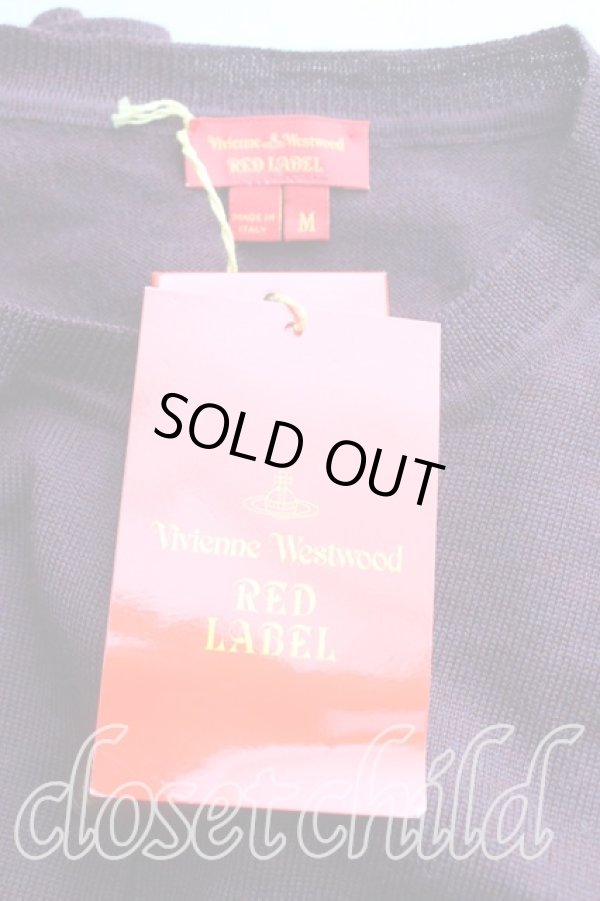 Vivienne Westwood
RED LABEL
MADE IN
ITALY
M
SOLD OUT
Vivienne Westwood
RED
LABEL
closet child